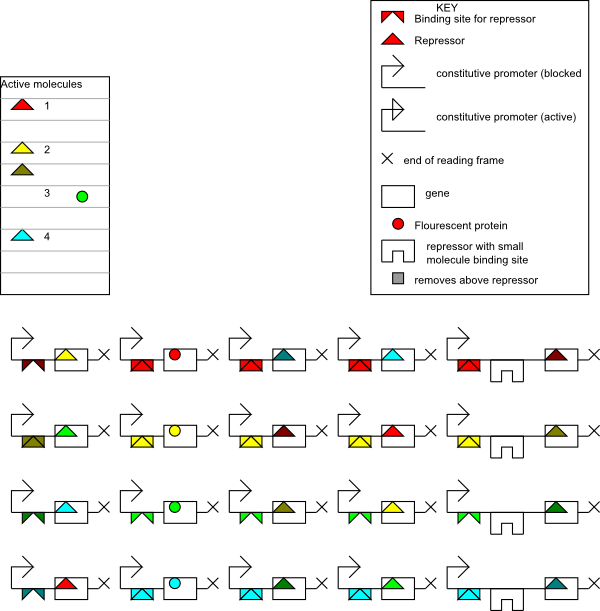 KEY
Binding site for repressor
Repressor
constitutive promoter (blocked
constitutive promoter (active)
end of reading frame
gene
Flourescent protein
repressor with small
molecule binding site
removes above repressor
Active molecules
1
2
3
4